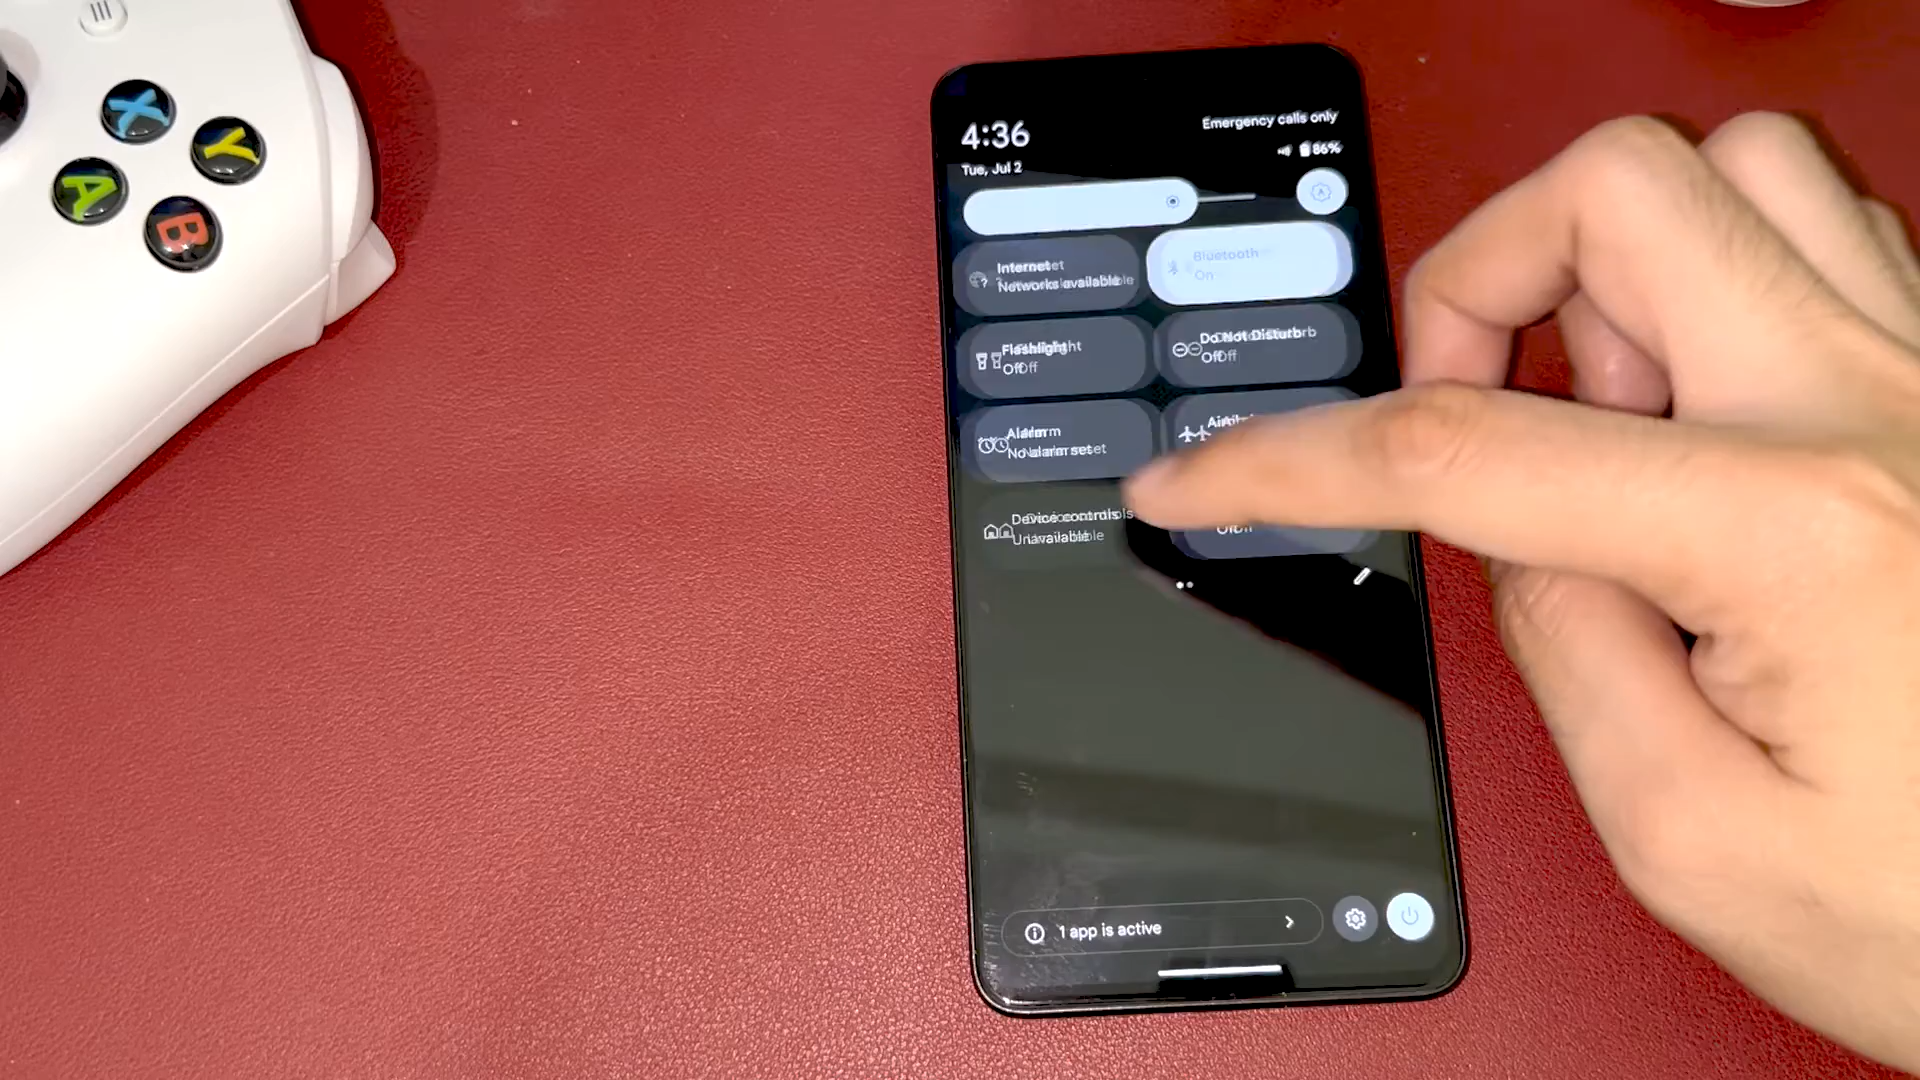 X
Y
A
B
4:36
Emergency calls only
86%
Tue, Jul 2
Internet
Networks available
Bluetooth
On
Flashlight
Off
Do Not Disturb
Off
Alarm
No alarm set
Device controls
Unavailable
Off
1 app is active